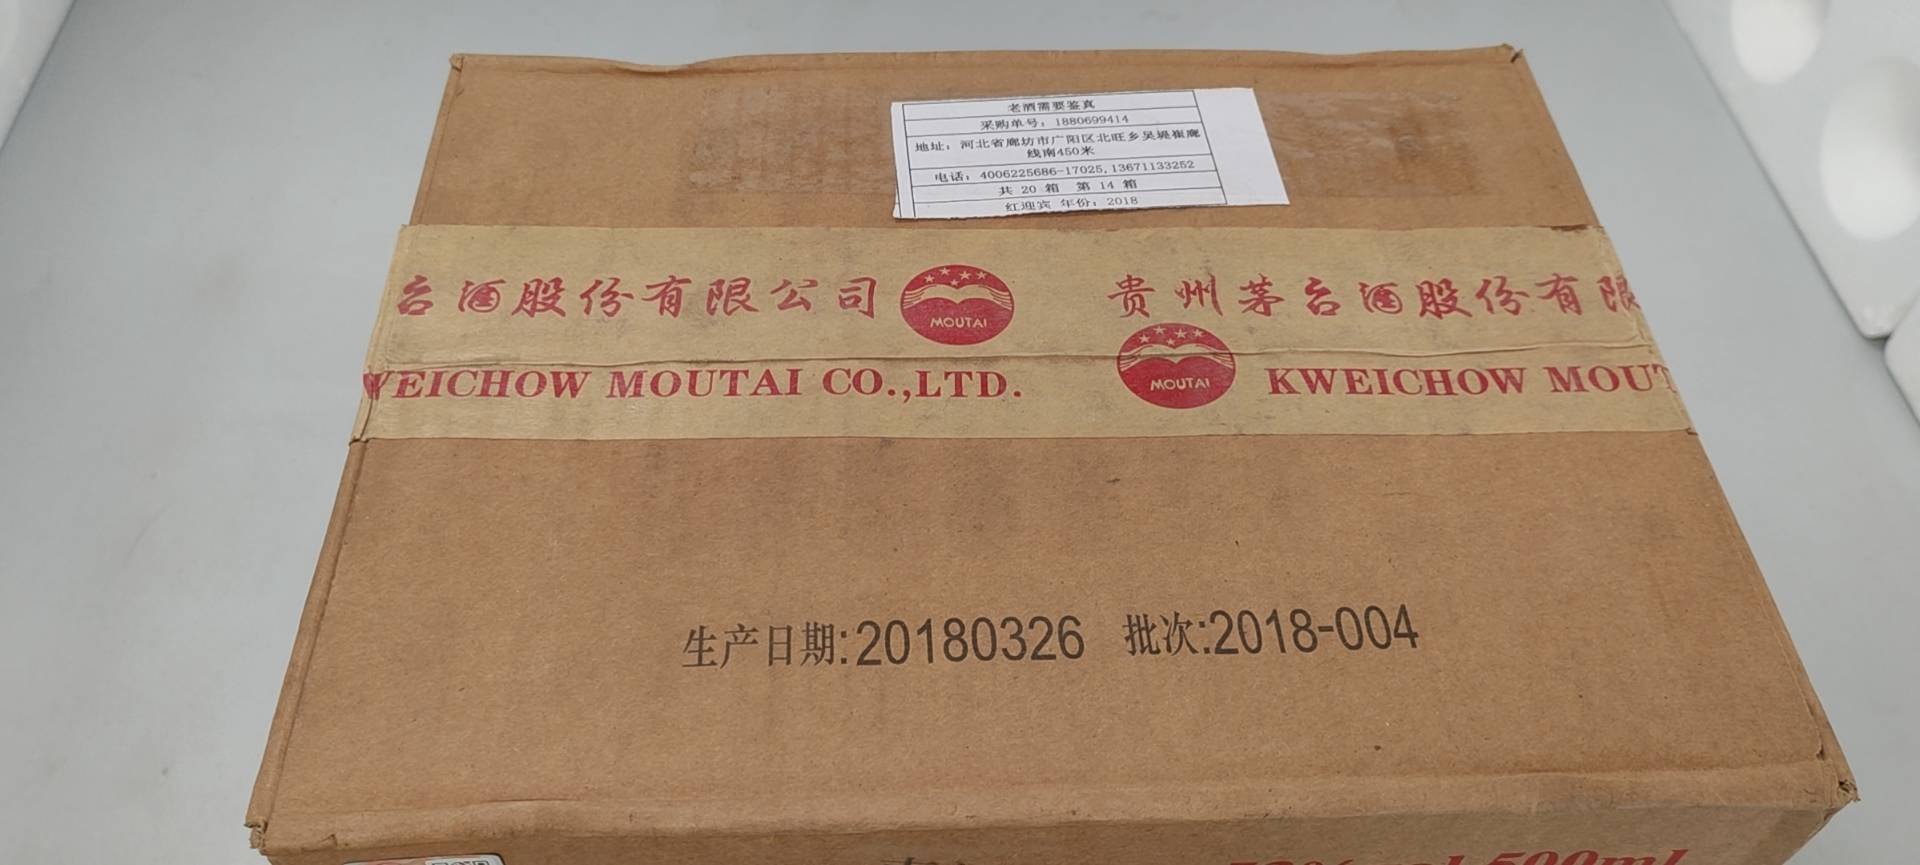 老酒需要鉴真
采购单号：1880699414
地址：河北省廊坊市广阳区北旺乡吴堤崔廊
线南450米
电话：4006225686-17025,13671133252
共 20 箱 第 14 箱
红迎宾 年份：2018
台酒股份有限公司 MOUTAI 贵州茅台酒股份有限
WEICHOW MOUTAI CO.,LTD. MOUTAI KWEICHOW MOUT
生产日期:20180326 批次:2018-004
500ml